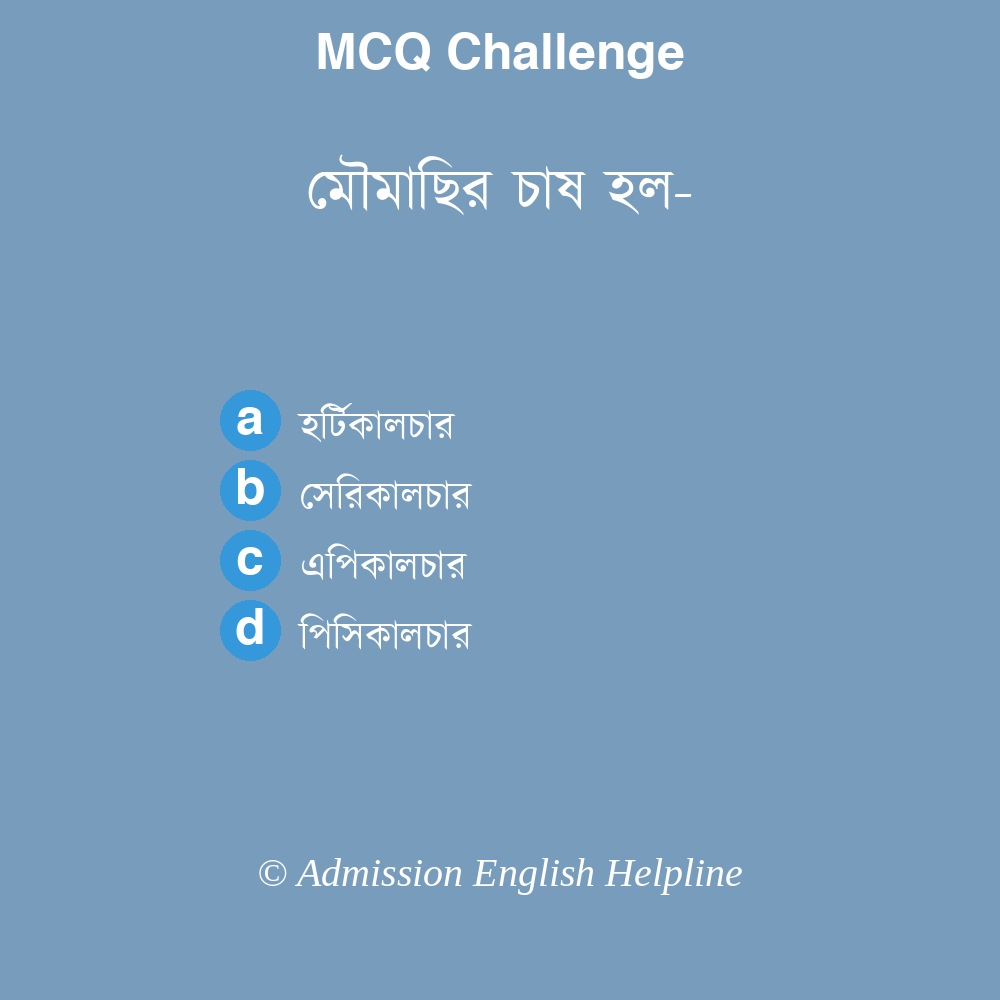 MCQ Challenge
মৌমাছির চাষ হল-
a হর্টিকালচার
b সেরিকালচার
c এপিকালচার
d পিসিকালচার
© Admission English Helpline